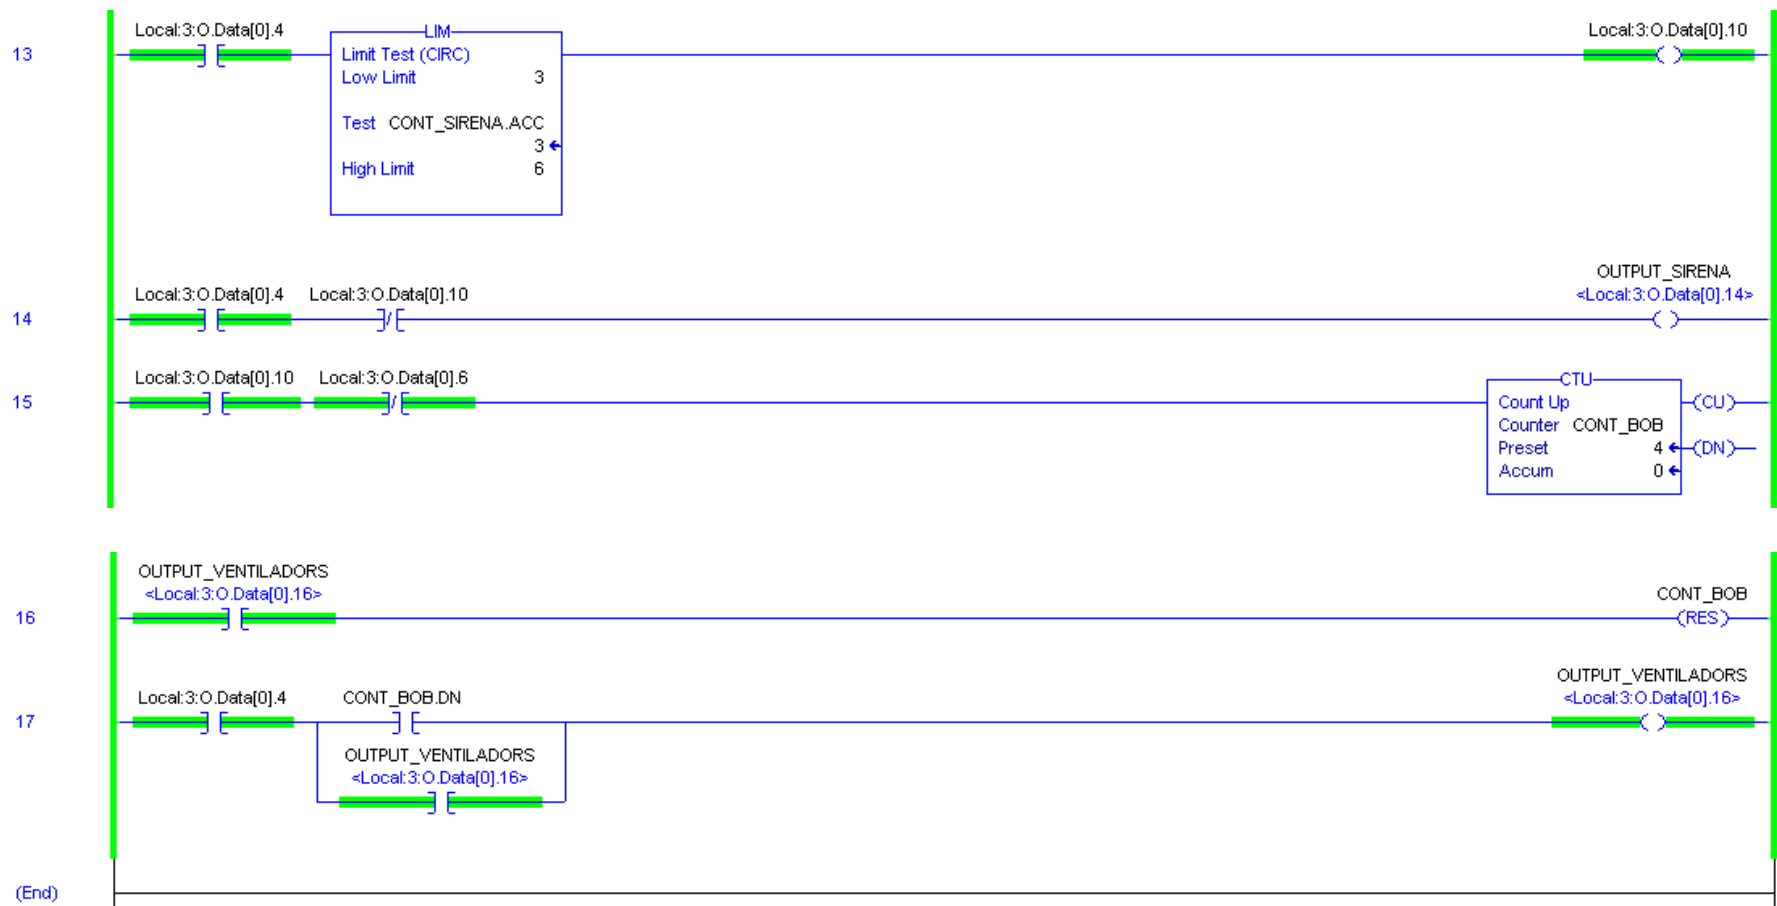 Local:3:O.Data[0].4
LIM
Local:3:O.Data[0].10
13
Limit Test (CIRC)
Low Limit 3
Test CONT_SIRENA.ACC
3
High Limit 6
OUTPUT_SIRENA
Local:3:O.Data[0].4 Local:3:O.Data[0].10 <Local:3:O.Data[0].14>
14
Local:3:O.Data[0].10 Local:3:O.Data[0].6
CTU
15
Count Up (CU)
Counter CONT_BOB
Preset 4 (DN)
Accum 0
OUTPUT_VENTILADORS
<Local:3:O.Data[0].16> CONT_BOB
16 (RES)
OUTPUT_VENTILADORS
Local:3:O.Data[0].4 CONT_BOB.DN <Local:3:O.Data[0].16>
17
OUTPUT_VENTILADORS
<Local:3:O.Data[0].16>
(End)